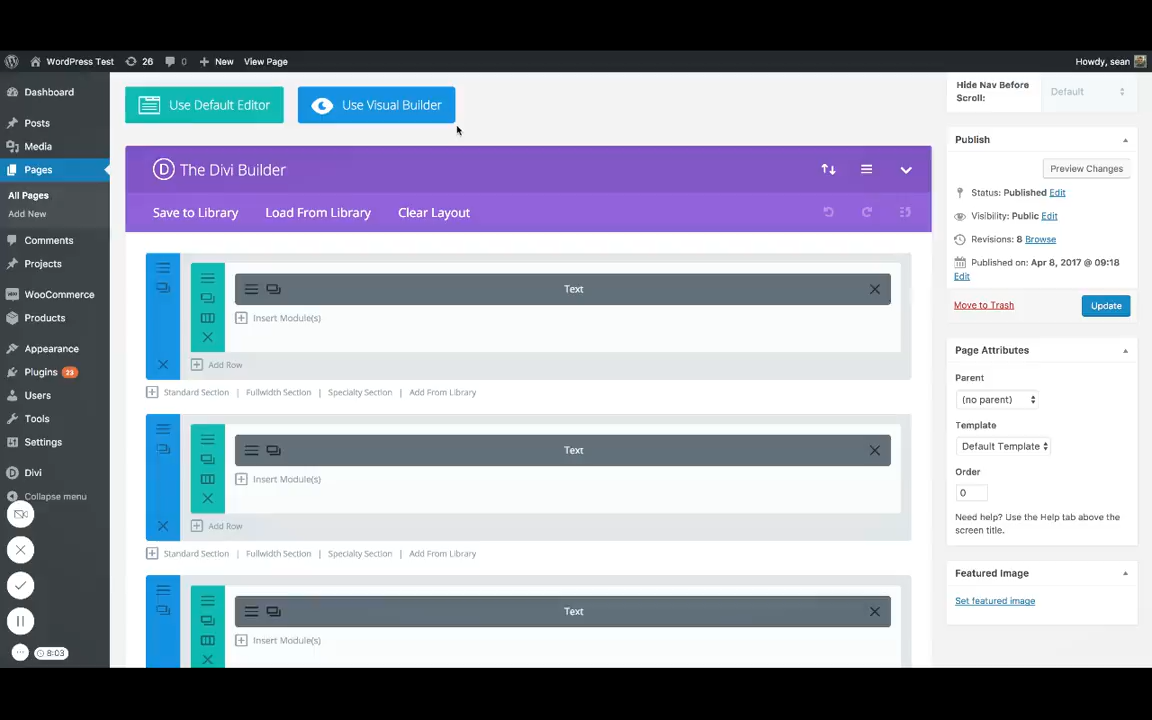 WordPress Test 26 0 New View Page Howdy, sean
Dashboard
Posts
Media
Pages
All Pages
Add New
Comments
Projects
WooCommerce
Products
Appearance
Plugins 23
Users
Tools
Settings
Divi
Collapse menu
8:03
Use Default Editor Use Visual Builder
D The Divi Builder
Save to Library Load From Library Clear Layout
Text
Insert Module(s)
Add Row
Standard Section | Fullwidth Section | Specialty Section | Add From Library
Text
Insert Module(s)
Add Row
Standard Section | Fullwidth Section | Specialty Section | Add From Library
Text
Insert Module(s)
Hide Nav Before
Scroll:
Default
Publish
Preview Changes
Status: Published Edit
Visibility: Public Edit
Revisions: 8 Browse
Published on: Apr 8, 2017 @ 09:18
Edit
Move to Trash Update
Page Attributes
Parent
(no parent)
Template
Default Template
Order
0
Need help? Use the Help tab above the
screen title.
Featured Image
Set featured image